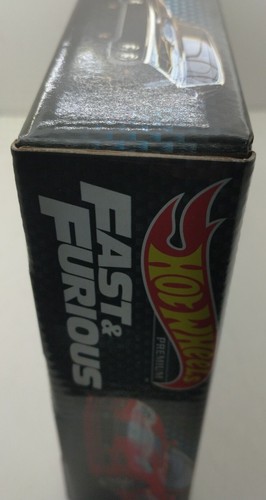 HOT WHEELS
PREMIUM
FAST &
FURIOUS